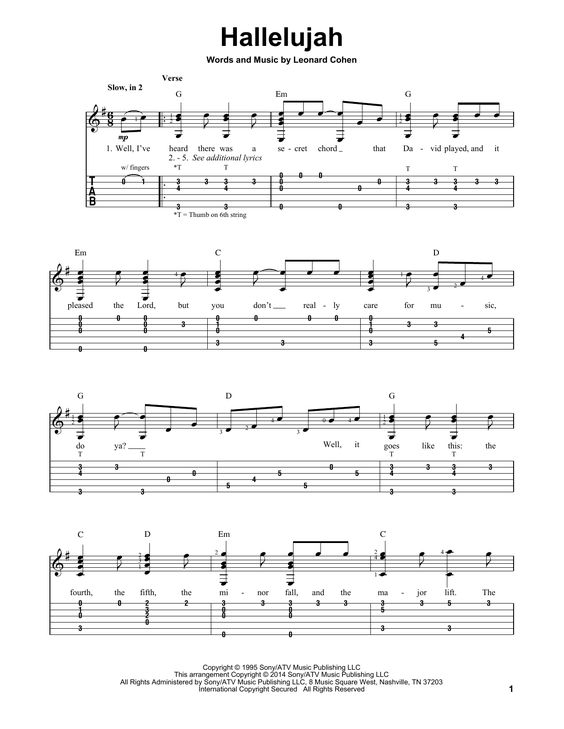 Hallelujah
Words and Music by Leonard Cohen
Slow, in 2
Verse
G Em G
6
8
mp
1. Well, I've heard there was a se - cret chord that Da - vid played, and it
2. - 5. See additional lyrics
w/ fingers *T T T T
T
A
B
*T = Thumb on 6th string
Em C D
pleased the Lord, but you don't real - ly care for mu - sic,
G D G
do ya? Well, it goes like this: the
T T T T
C D Em C
fourth, the fifth, the mi - nor fall, and the ma - jor lift. The
Copyright © 1995 Sony/ATV Music Publishing LLC
This arrangement Copyright © 2014 Sony/ATV Music Publishing LLC
All Rights Administered by Sony/ATV Music Publishing LLC, 8 Music Square West, Nashville, TN 37203
International Copyright Secured All Rights Reserved
1